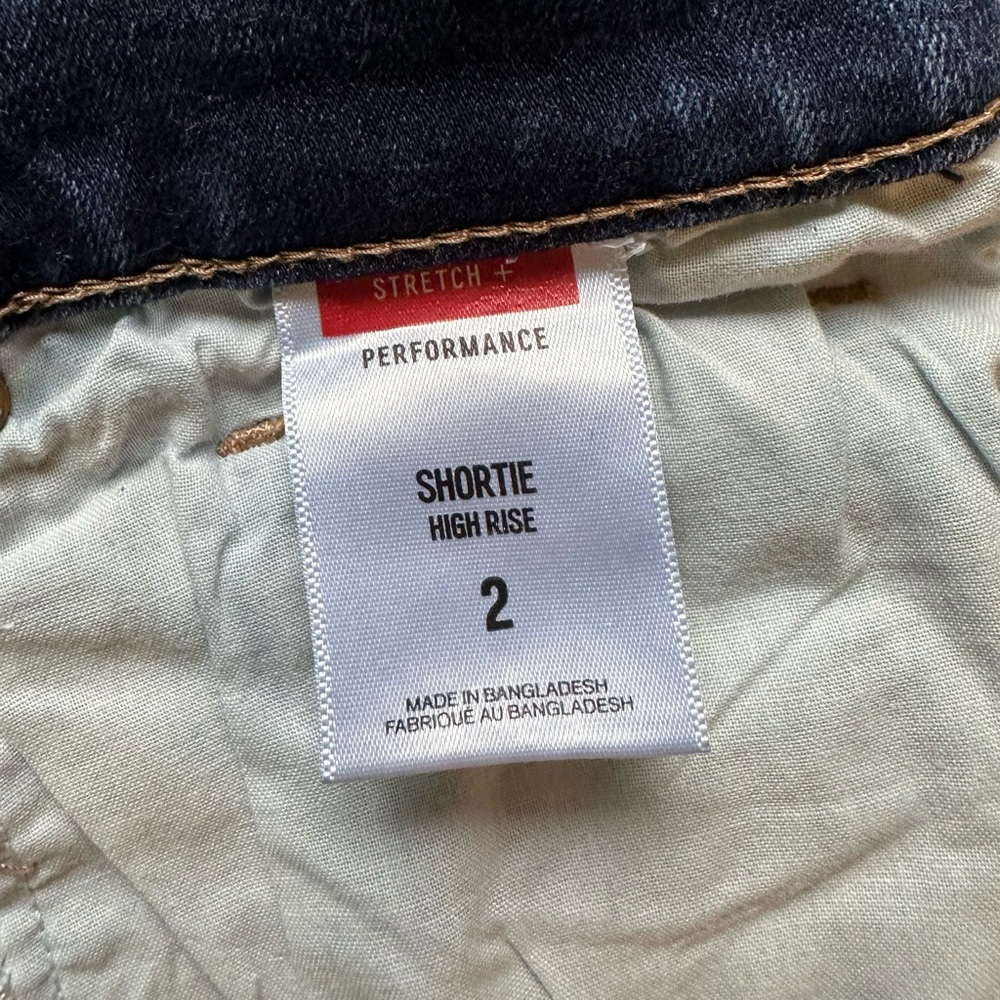 STRETCH +
PERFORMANCE
SHORTIE
HIGH RISE
2
MADE IN BANGLADESH
FABRIQUÉ AU BANGLADESH